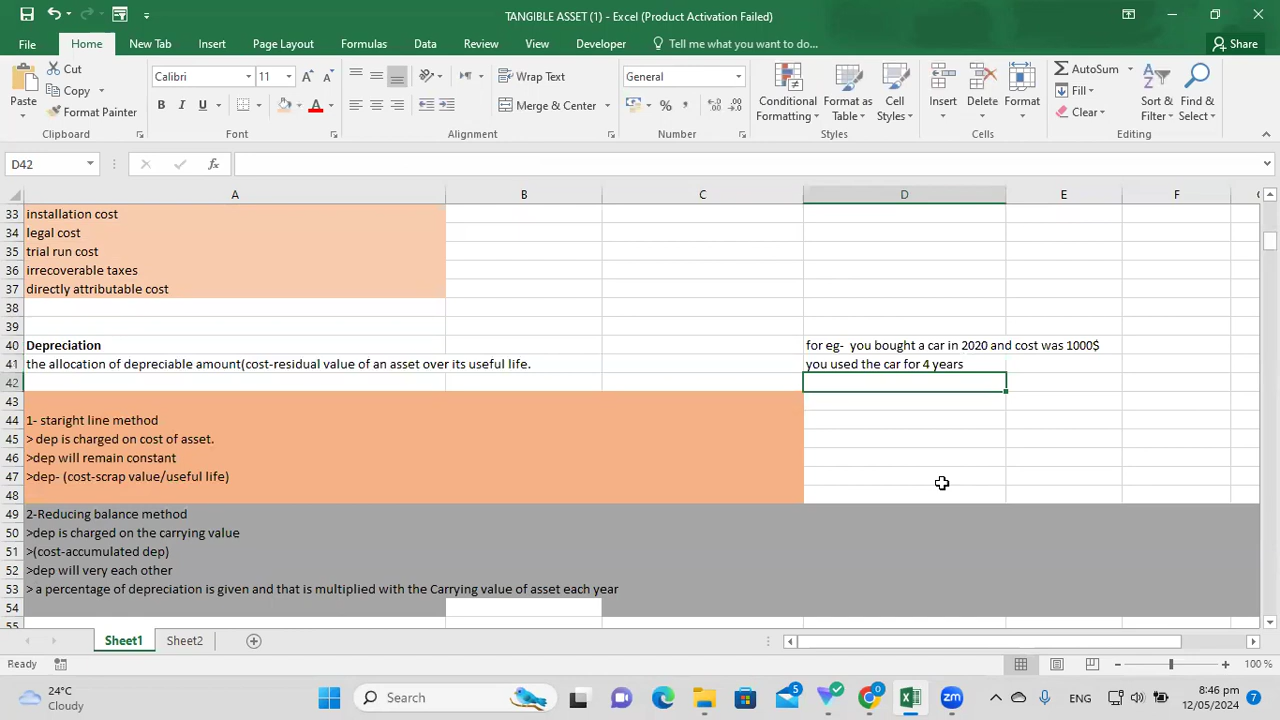 TANGIBLE ASSET (1) - Excel (Product Activation Failed)
File Home New Tab Insert Page Layout Formulas Data Review View Developer Tell me what you want to do... Share
Paste Cut Copy Format Painter
Calibri 11 A A Wrap Text General AutoSum
B I U A Merge & Center % , Fill Clear
Conditional Formatting Format as Table Cell Styles Insert Delete Format Sort & Filter Find & Select
Clipboard Font Alignment Number Styles Cells Editing
D42 fx
A B C D E F
33 installation cost
34 legal cost
35 trial run cost
36 irrecoverable taxes
37 directly attributable cost
38
39
40 Depreciation for eg- you bought a car in 2020 and cost was 1000$
41 the allocation of depreciable amount(cost-residual value of an asset over its useful life. you used the car for 4 years
42
43
44 1- staright line method
45 > dep is charged on cost of asset.
46 >dep will remain constant
47 >dep- (cost-scrap value/useful life)
48
49 2-Reducing balance method
50 >dep is charged on the carrying value
51 >(cost-accumulated dep)
52 >dep will very each other
53 > a percentage of depreciation is given and that is multiplied with the Carrying value of asset each year
54
55
Sheet1 Sheet2
Ready 100 %
24°C
Cloudy
Search 5 0 ENG
8:46 pm
12/05/2024 7